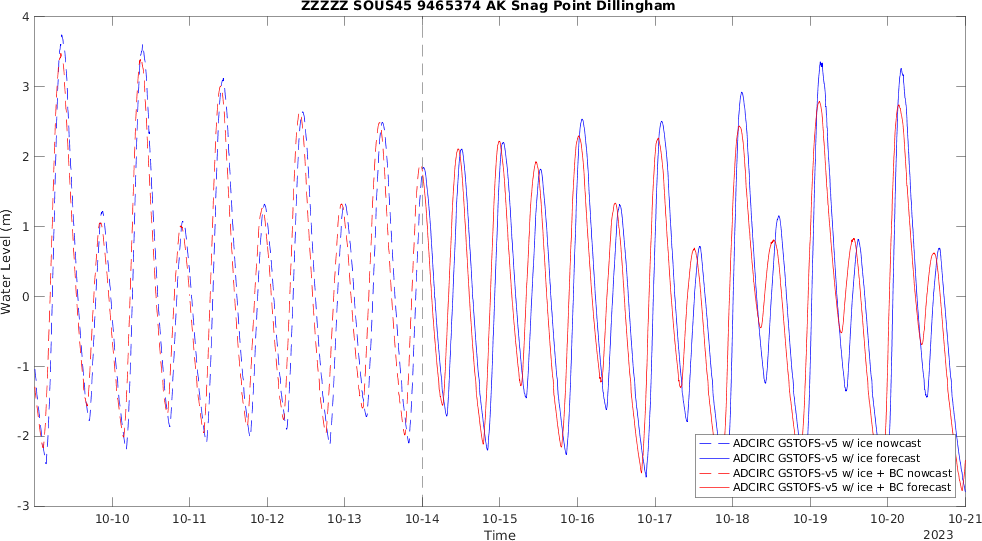 ZZZZZ SOUS45 9465374 AK Snag Point Dillingham
4
3
2
1
0
-1
-2
-3
Water Level (m)
ADCIRC GSTOFS-v5 w/ ice nowcast
ADCIRC GSTOFS-v5 w/ ice forecast
ADCIRC GSTOFS-v5 w/ ice + BC nowcast
ADCIRC GSTOFS-v5 w/ ice + BC forecast
10-10 10-11 10-12 10-13 10-14 10-15 10-16 10-17 10-18 10-19 10-20 10-21
Time
2023